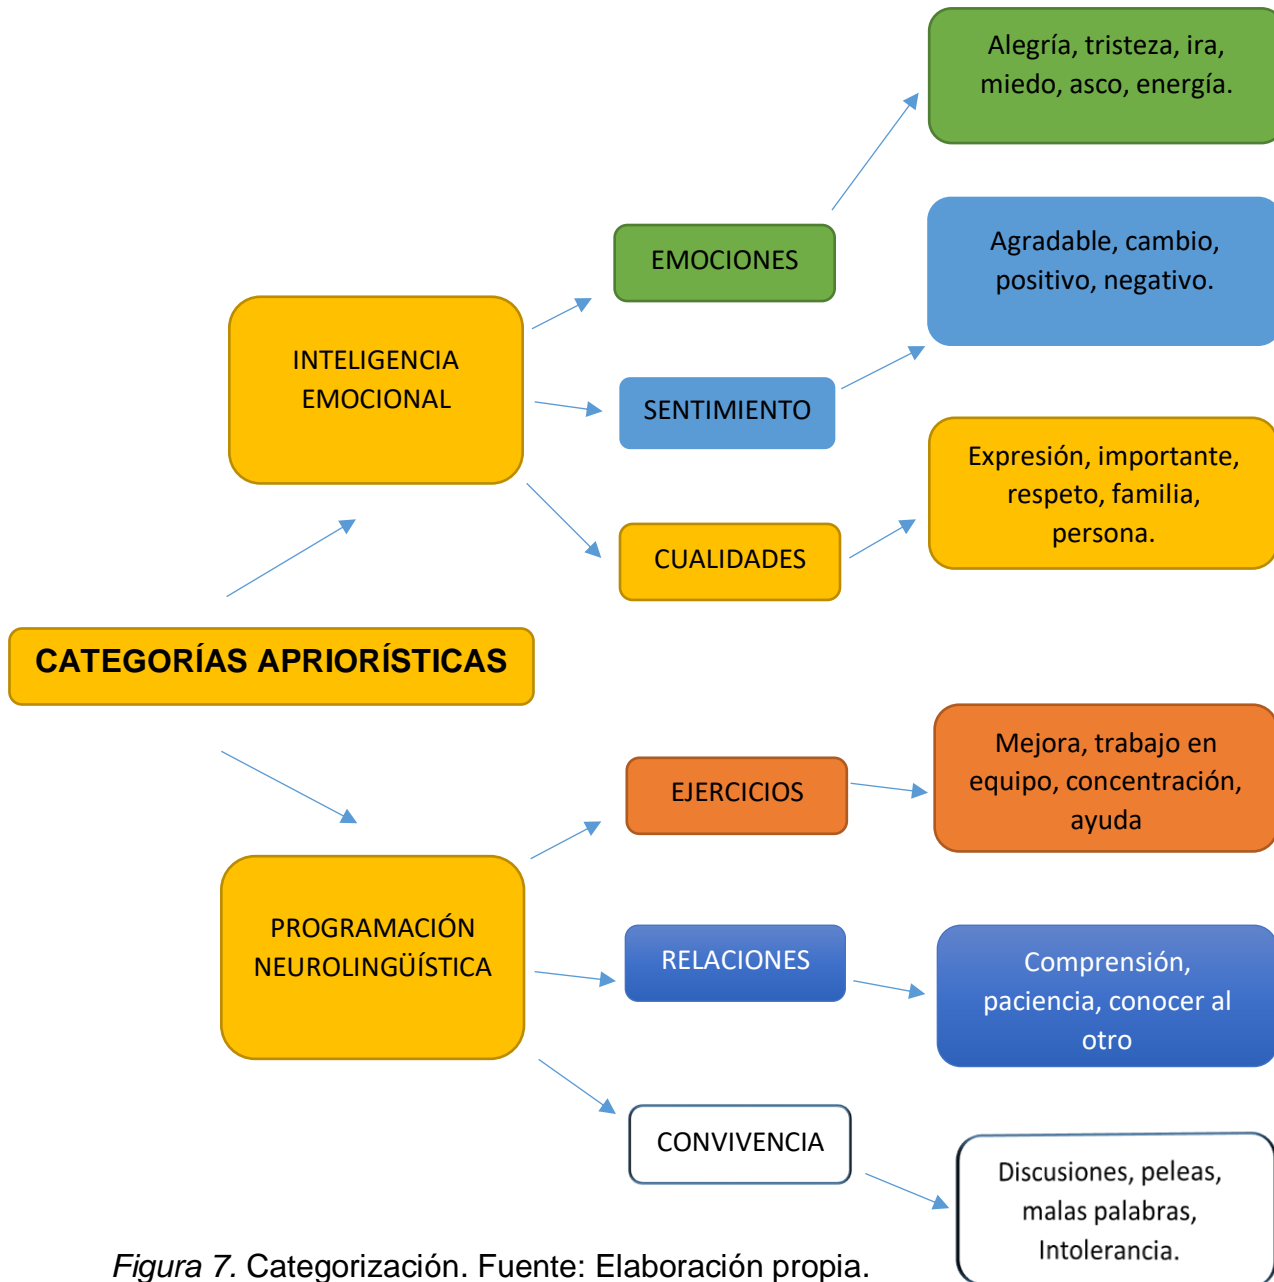 Alegría, tristeza, ira,
miedo, asco, energía.
EMOCIONES
Agradable, cambio,
positivo, negativo.
INTELIGENCIA
EMOCIONAL
SENTIMIENTO
Expresión, importante,
respeto, familia,
persona.
CUALIDADES
CATEGORÍAS APRIORÍSTICAS
Mejora, trabajo en
equipo, concentración,
ayuda
EJERCICIOS
PROGRAMACIÓN
NEUROLINGÜÍSTICA
RELACIONES
Comprensión,
paciencia, conocer al
otro
CONVIVENCIA
Discusiones, peleas,
malas palabras,
Intolerancia.
Figura 7. Categorización. Fuente: Elaboración propia.